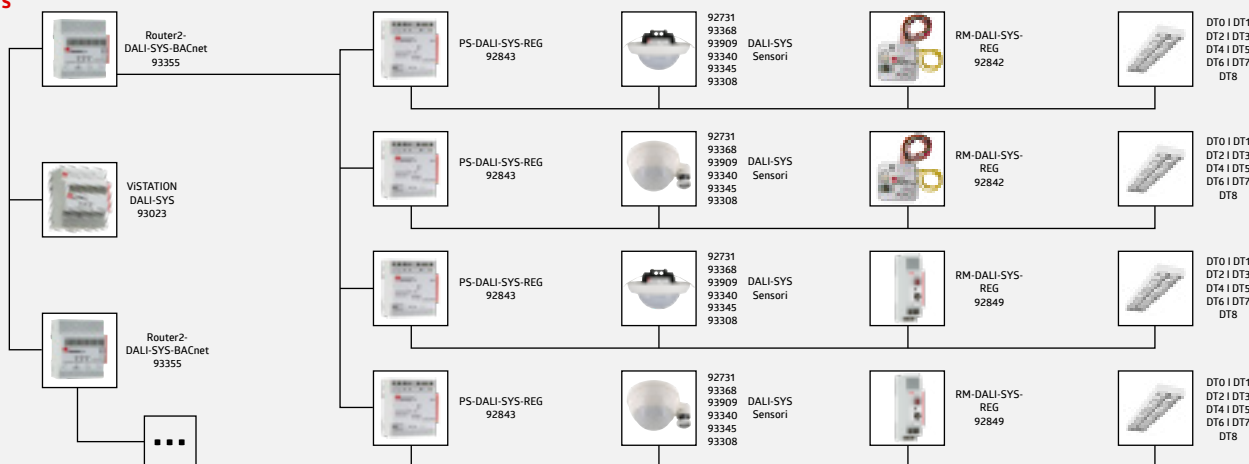 S
Router2-
DALI-SYS-BACnet
93355
PS-DALI-SYS-REG
92843
92731
93368
93909
93340
93345
93308
DALI-SYS
Sensori
RM-DALI-SYS-
REG
92842
DT0 I DT1
DT2 I DT3
DT4 I DT5
DT6 I DT7
DT8
ViSTATION
DALI-SYS
93023
PS-DALI-SYS-REG
92843
92731
93368
93909
93340
93345
93308
DALI-SYS
Sensori
RM-DALI-SYS-
REG
92842
DT0 I DT1
DT2 I DT3
DT4 I DT5
DT6 I DT7
DT8
PS-DALI-SYS-REG
92843
92731
93368
93909
93340
93345
93308
DALI-SYS
Sensori
RM-DALI-SYS-
REG
92849
DT0 I DT1
DT2 I DT3
DT4 I DT5
DT6 I DT7
DT8
Router2-
DALI-SYS-BACnet
93355
PS-DALI-SYS-REG
92843
92731
93368
93909
93340
93345
93308
DALI-SYS
Sensori
RM-DALI-SYS-
REG
92849
DT0 I DT1
DT2 I DT3
DT4 I DT5
DT6 I DT7
DT8
...